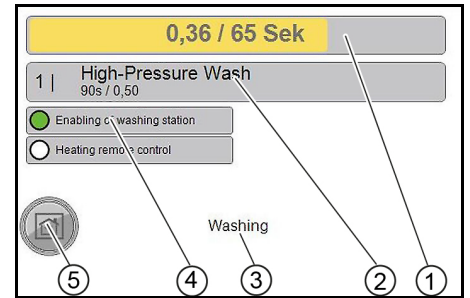 0,36 / 65 Sek
1 | High-Pressure Wash
90s / 0,50
Enabling of washing station
Heating remote control
Washing
5 4 3 2 1